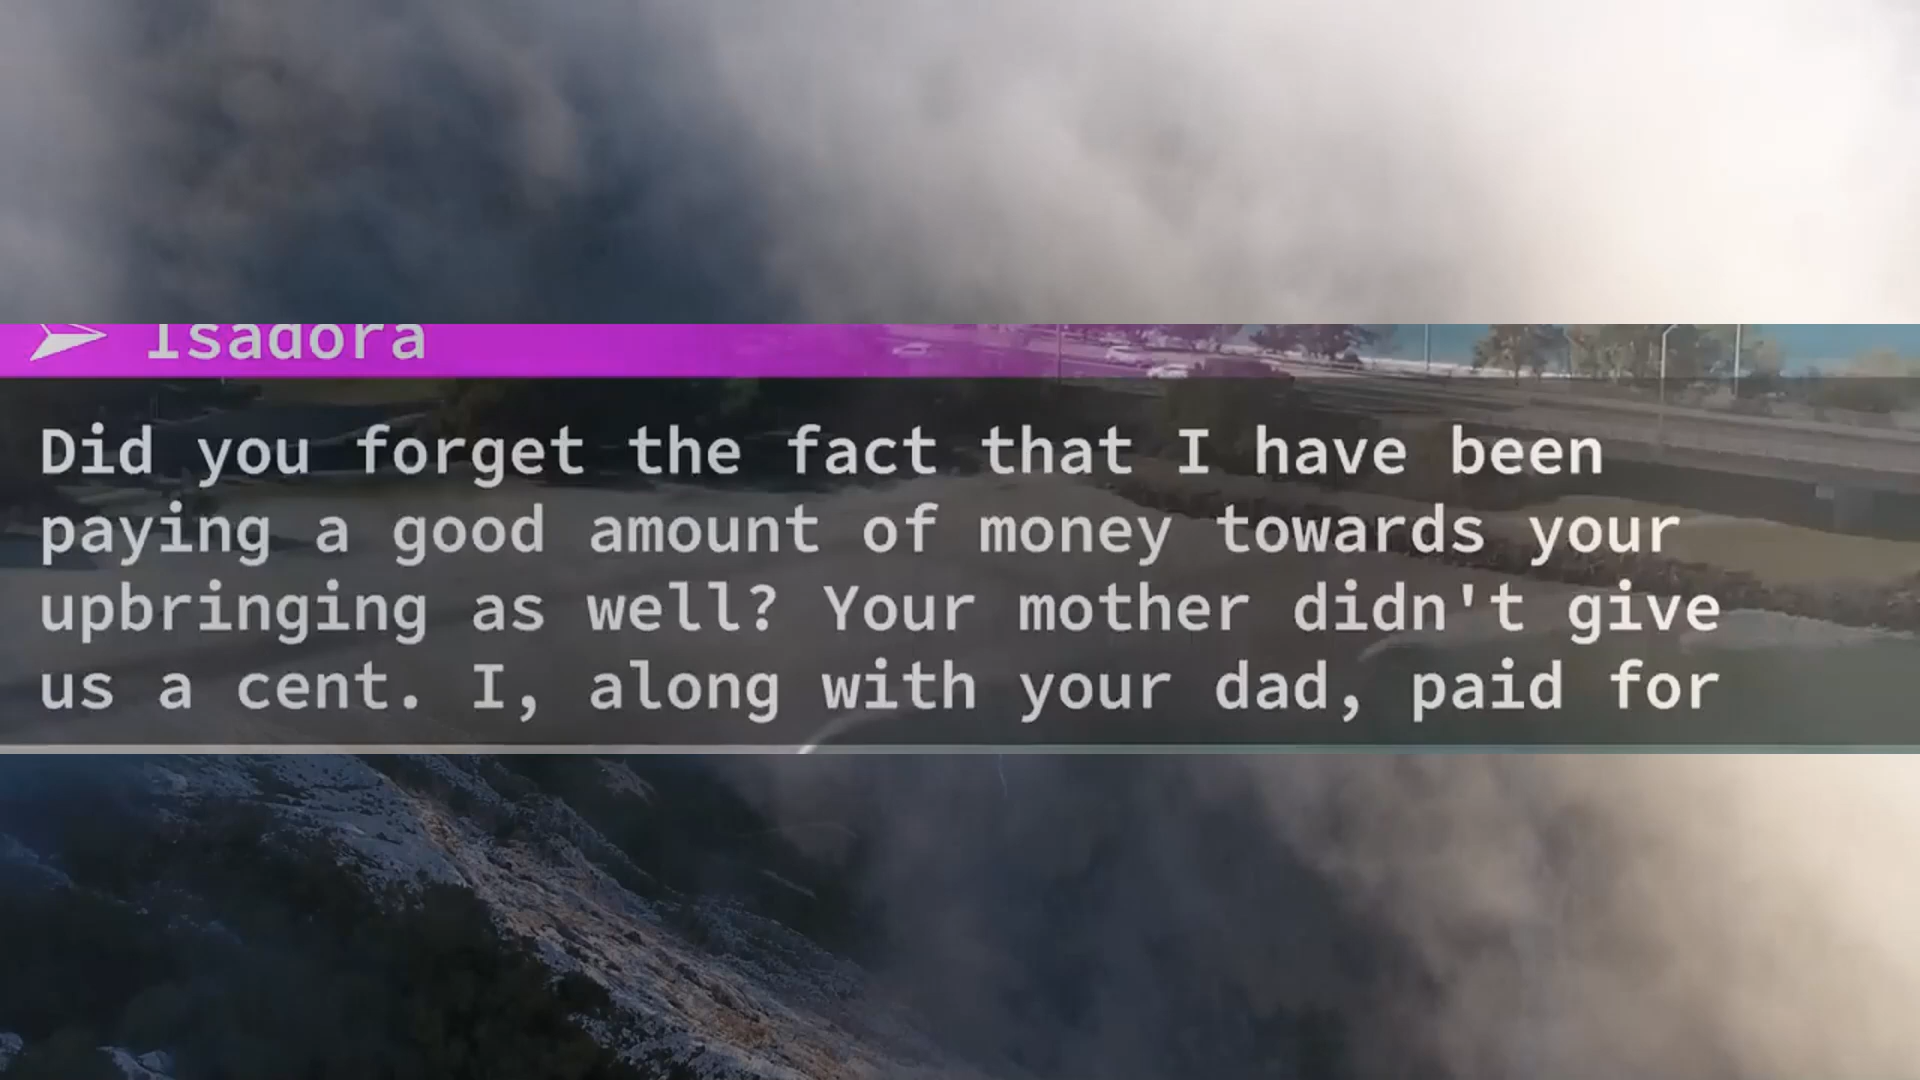 Isadora
Did you forget the fact that I have been
paying a good amount of money towards your
upbringing as well? Your mother didn't give
us a cent. I, along with your dad, paid for